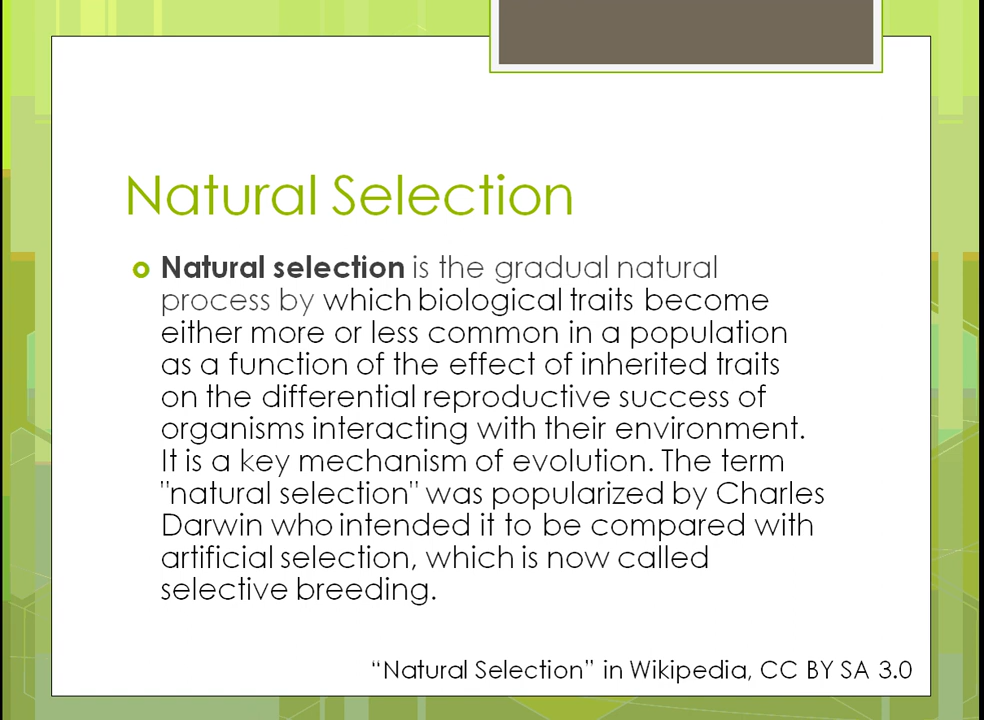 Natural Selection
Natural selection is the gradual natural
process by which biological traits become
either more or less common in a population
as a function of the effect of inherited traits
on the differential reproductive success of
organisms interacting with their environment.
It is a key mechanism of evolution. The term
"natural selection" was popularized by Charles
Darwin who intended it to be compared with
artificial selection, which is now called
selective breeding.
“Natural Selection” in Wikipedia, CC BY SA 3.0